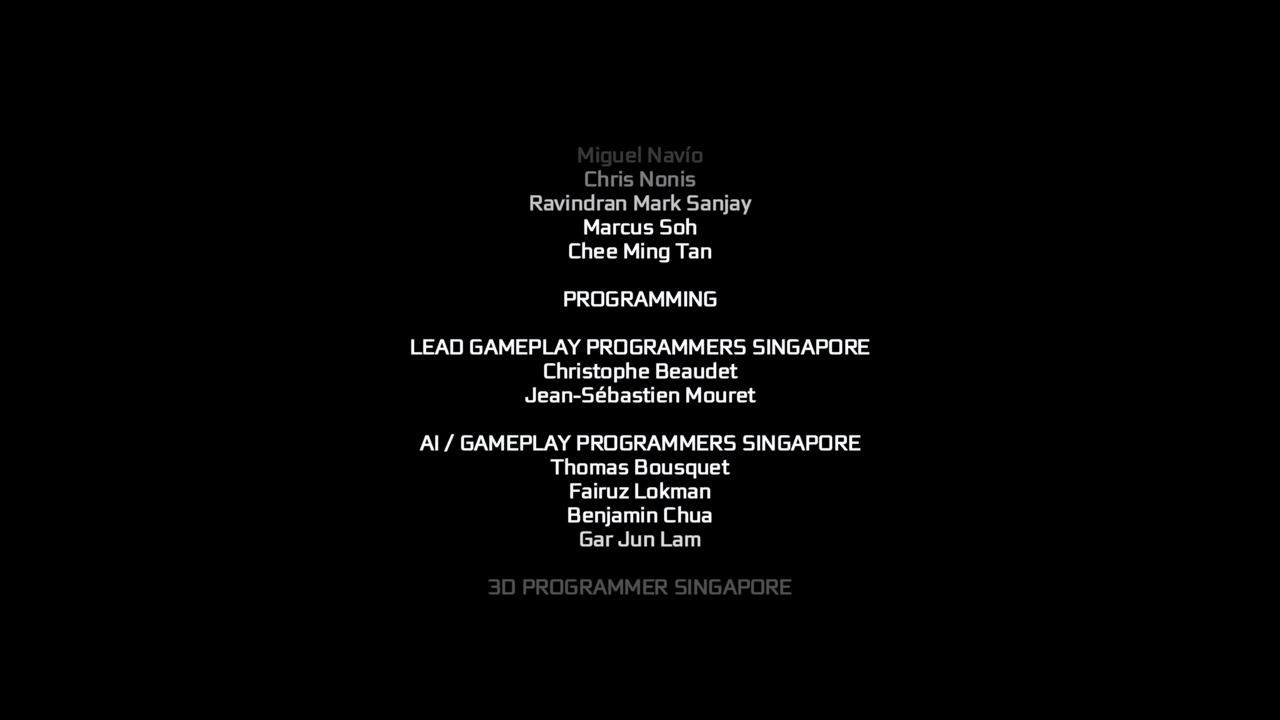 Miguel Navío
Chris Nonis
Ravindran Mark Sanjay
Marcus Soh
Chee Ming Tan
PROGRAMMING
LEAD GAMEPLAY PROGRAMMERS SINGAPORE
Christophe Beaudet
Jean-Sébastien Mouret
AI / GAMEPLAY PROGRAMMERS SINGAPORE
Thomas Bousquet
Fairuz Lokman
Benjamin Chua
Gar Jun Lam
3D PROGRAMMER SINGAPORE